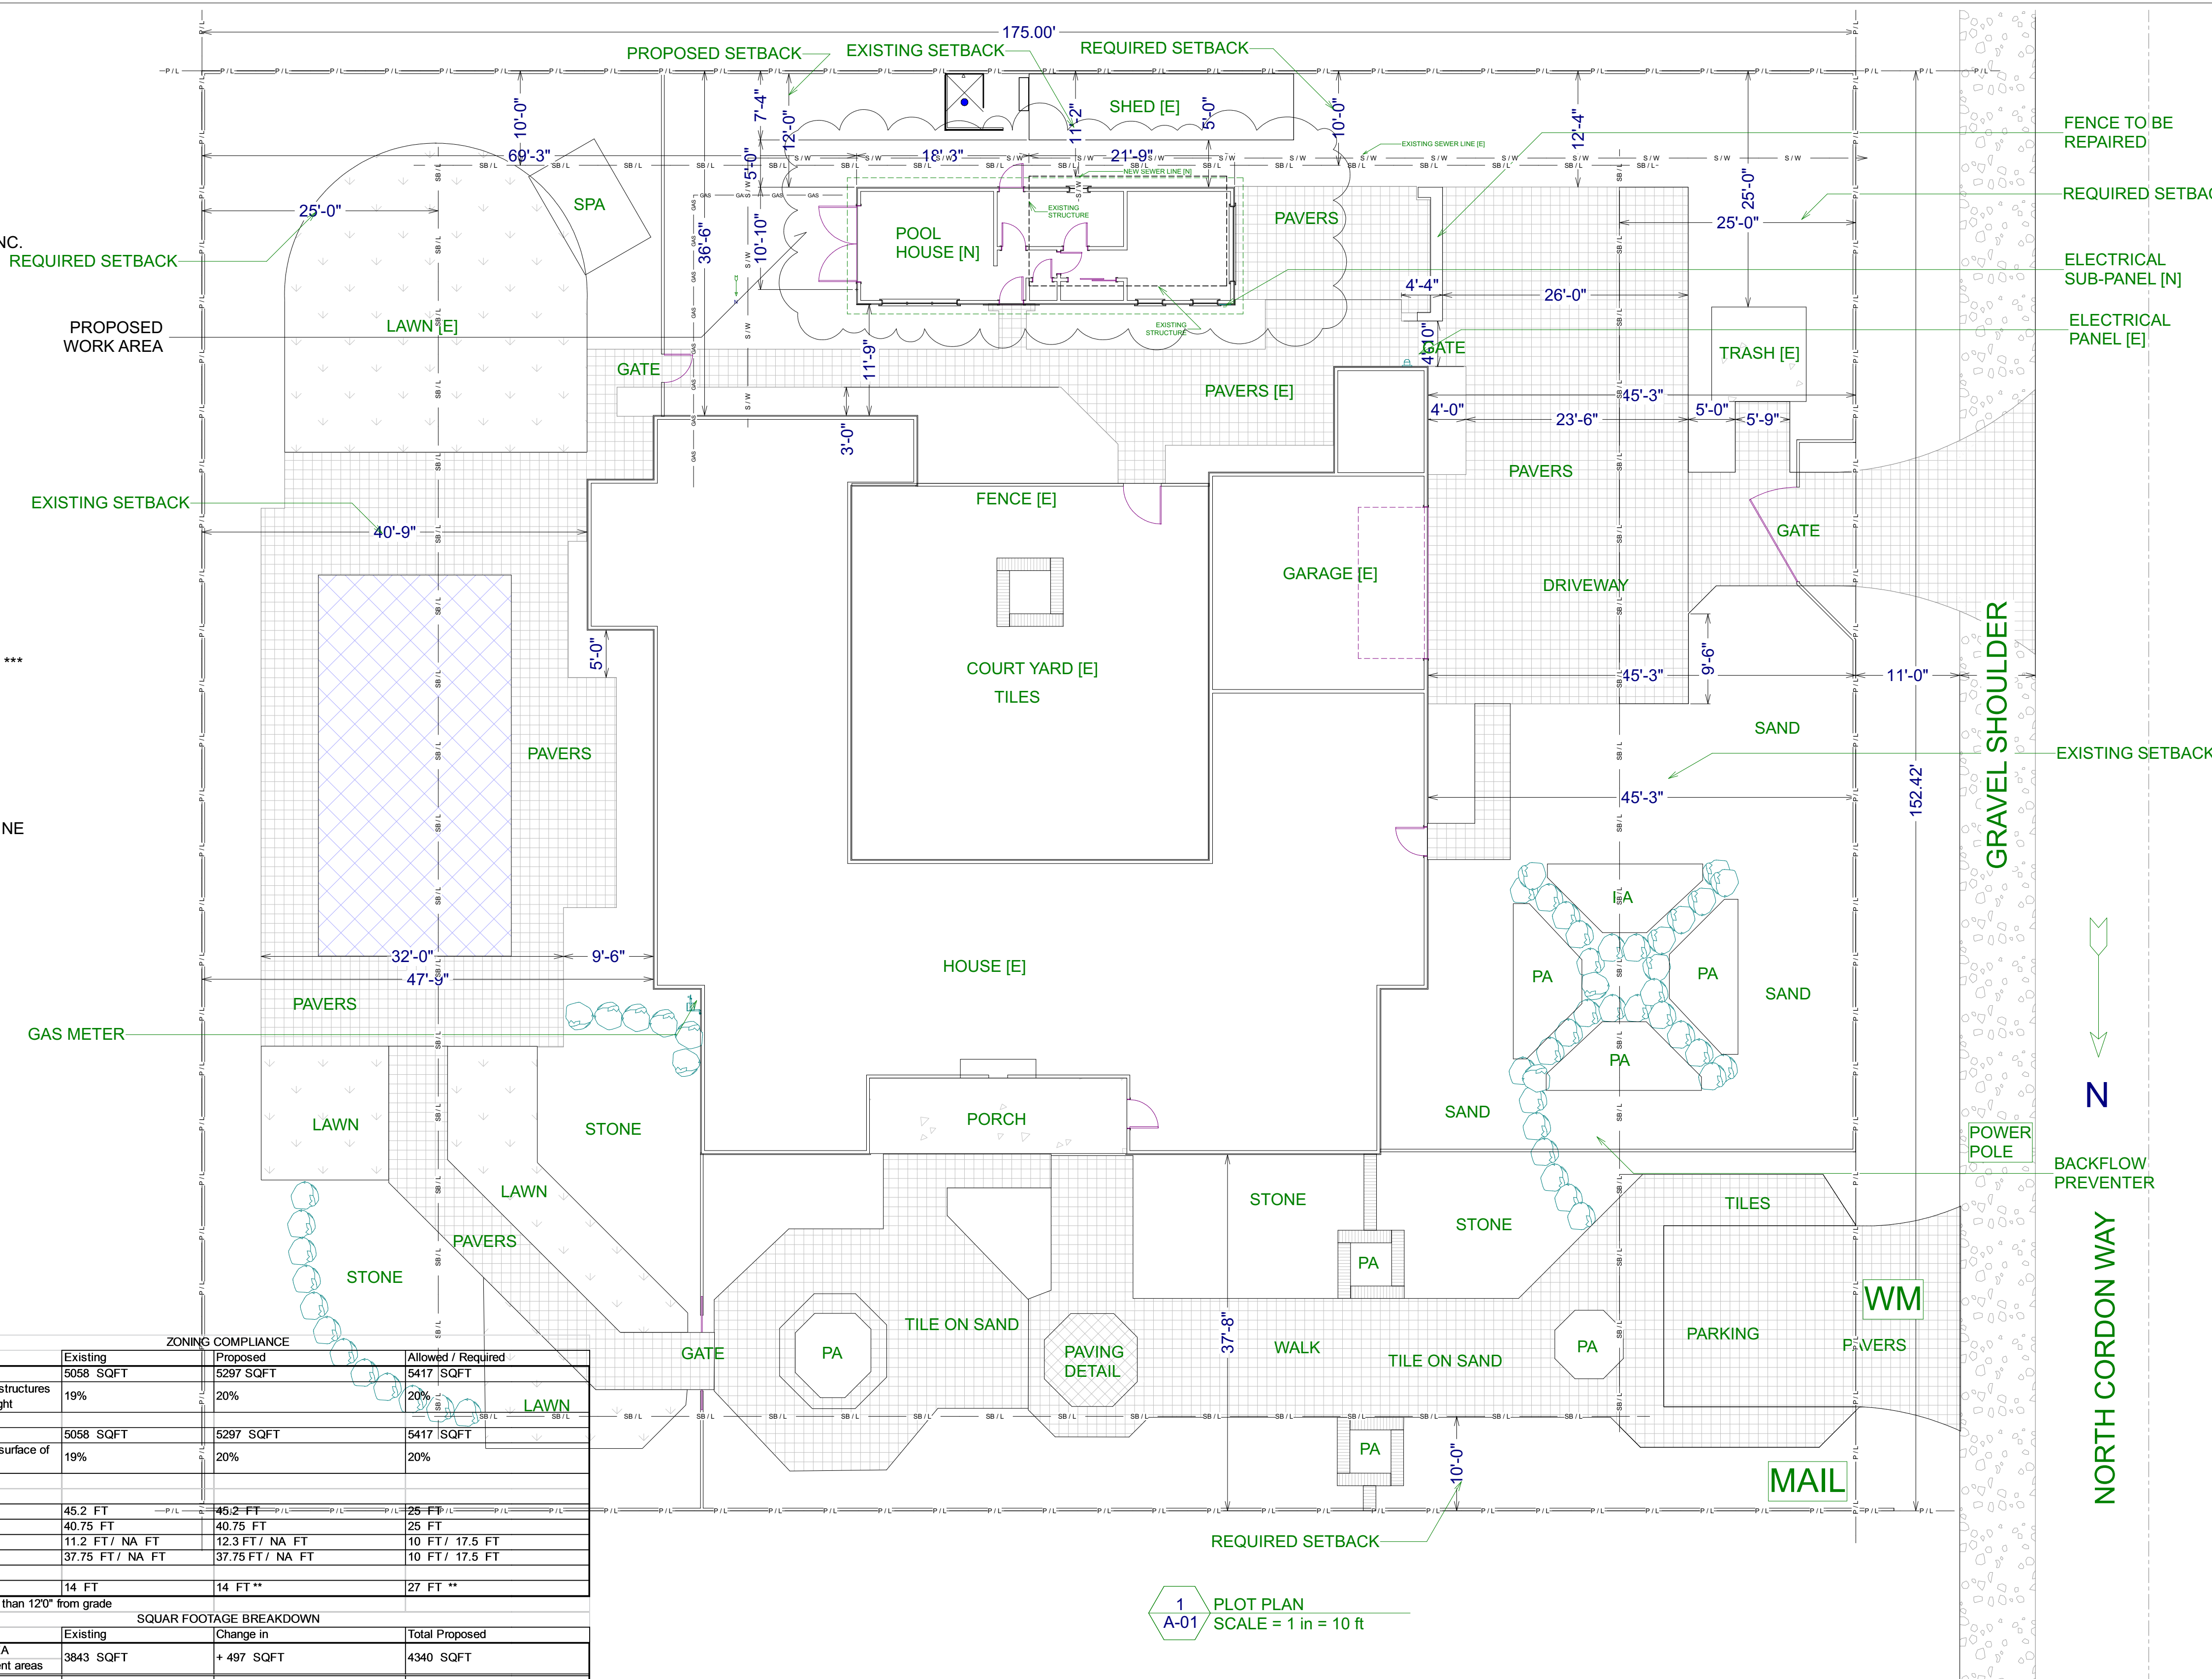 175.00'
PROPOSED SETBACK
EXISTING SETBACK
REQUIRED SETBACK
SHED [E]
10'-0"
7'-4"
12'-0"
11'-2"
5'-0"
10'-0"
12'-4"
25'-0"
FENCE TO BE
REPAIRED
69'-3"
5'-0"
18'-3"
21'-9"
EXISTING SEWER LINE [E]
NEW SEWER LINE [N]
25'-0"
SPA
36'-6"
10'-10"
POOL
HOUSE [N]
EXISTING
STRUCTURE
PAVERS
25'-0"
REQUIRED SETBAC
NC.
REQUIRED SETBACK
ELECTRICAL
SUB-PANEL [N]
4'-4"
26'-0"
PROPOSED
WORK AREA
LAWN [E]
EXISTING
STRUCTURE
ELECTRICAL
PANEL [E]
4'-10"
GATE
TRASH [E]
GATE
11'-9"
PAVERS [E]
45'-3"
3'-0"
4'-0"
23'-6"
5'-0"
5'-9"
PAVERS
EXISTING SETBACK
40'-9"
FENCE [E]
GATE
GARAGE [E]
DRIVEWAY
GRAVEL SHOULDER
***
5'-0"
COURT YARD [E]
TILES
45'-3"
9'-6"
11'-0"
PAVERS
SAND
EXISTING SETBACK
45'-3"
152.42'
NE
PA
32'-0"
9'-6"
47'-9"
HOUSE [E]
PA
PA
SAND
PAVERS
GAS METER
PA
N
LAWN
STONE
PORCH
SAND
POWER
POLE
BACKFLOW
PREVENTER
LAWN
STONE
STONE
TILES
PAVERS
STONE
PA
WM
TILE ON SAND
37'-8"
GATE
PA
PAVING
DETAIL
WALK
TILE ON SAND
PA
PARKING
PAVERS
NORTH CORDON WAY
LAWN
PA
10'-0"
MAIL
REQUIRED SETBACK
ZONING COMPLIANCE
Existing Proposed Allowed / Required
5058 SQFT 5297 SQFT 5417 SQFT
structures
ght 19% 20% 20%
5058 SQFT 5297 SQFT 5417 SQFT
surface of 19% 20% 20%
45.2 FT 45.2 FT 25 FT
40.75 FT 40.75 FT 25 FT
11.2 FT / NA FT 12.3 FT / NA FT 10 FT / 17.5 FT
37.75 FT / NA FT 37.75 FT / NA FT 10 FT / 17.5 FT
14 FT 14 FT ** 27 FT **
than 12'0" from grade
SQUAR FOOTAGE BREAKDOWN
Existing Change in Total Proposed
A
ent areas 3843 SQFT + 497 SQFT 4340 SQFT
1
A-01
PLOT PLAN
SCALE = 1 in = 10 ft